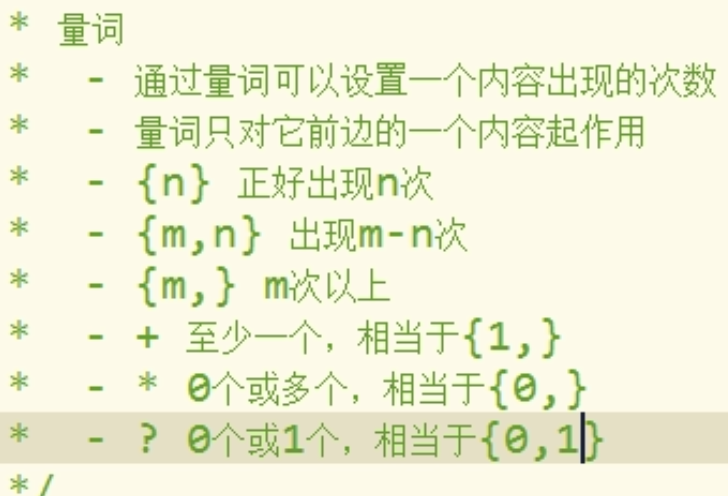 * 量词
* - 通过量词可以设置一个内容出现的次数
* - 量词只对它前边的一个内容起作用
* - {n} 正好出现n次
* - {m,n} 出现m-n次
* - {m,} m次以上
* - + 至少一个，相当于{1,}
* - * 0个或多个，相当于{0,}
* - ? 0个或1个，相当于{0,1}
*/